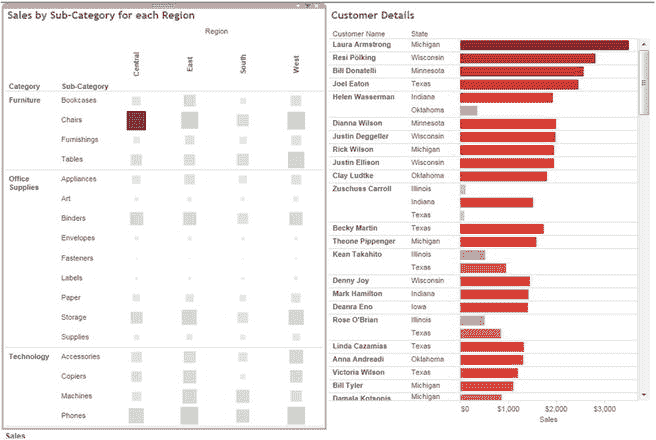 Sales by Sub-Category for each Region
Region
Central East South West
Category Sub-Category
Furniture Bookcases
Chairs
Furnishings
Tables
Office Supplies Appliances
Art
Binders
Envelopes
Fasteners
Labels
Paper
Storage
Supplies
Technology Accessories
Copiers
Machines
Phones
Sales
Customer Details
Customer Name State
Laura Armstrong Michigan
Resi Polking Wisconsin
Bill Donatelli Minnesota
Joel Eaton Texas
Helen Wasserman Indiana
Oklahoma
Dianna Wilson Minnesota
Justin Deggeller Wisconsin
Rick Wilson Michigan
Justin Ellison Wisconsin
Clay Ludtke Oklahoma
Zuschuss Carroll Illinois
Indiana
Texas
Becky Martin Texas
Theone Pippenger Michigan
Kean Takahito Illinois
Texas
Denny Joy Wisconsin
Mark Hamilton Indiana
Deanra Eno Iowa
Rose O'Brian Illinois
Texas
Linda Cazamias Texas
Anna Andreadi Oklahoma
Victoria Wilson Texas
Bill Tyler Michigan
Damala Kotsonis Michigan
$0 $1,000 $2,000 $3,000
Sales